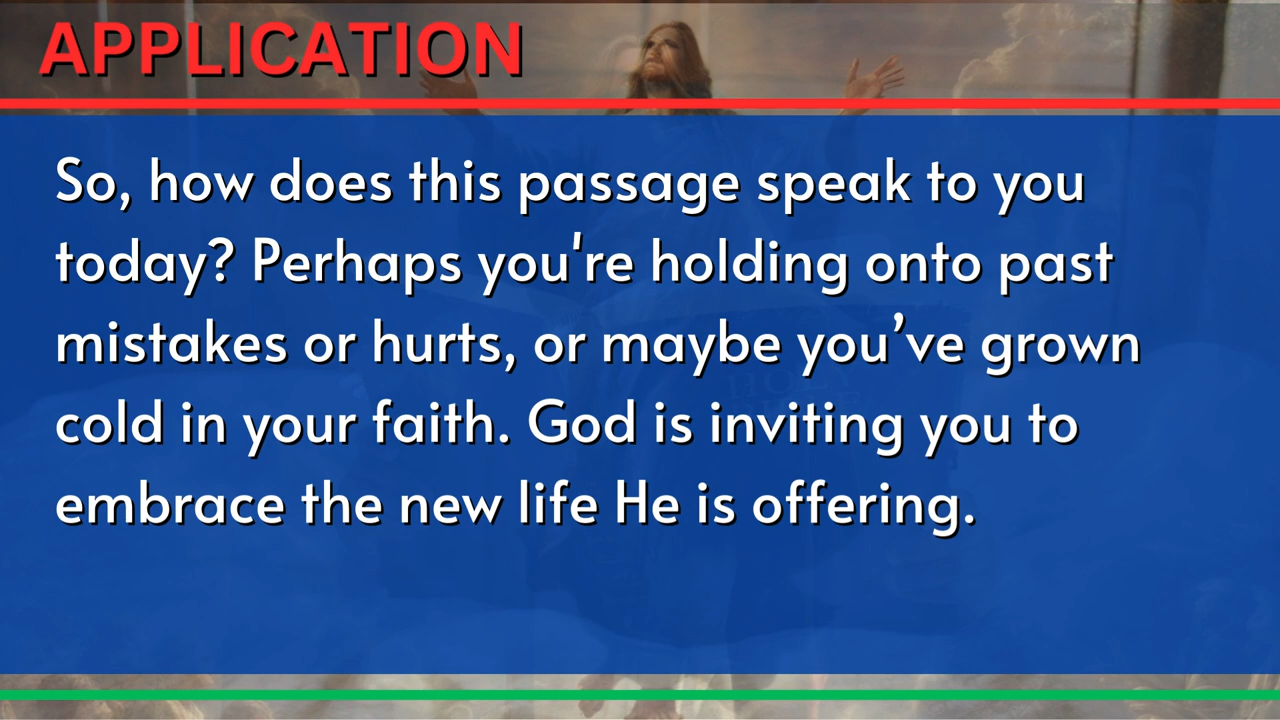 APPLICATION
So, how does this passage speak to you
today? Perhaps you're holding onto past
mistakes or hurts, or maybe you’ve grown
cold in your faith. God is inviting you to
embrace the new life He is offering.